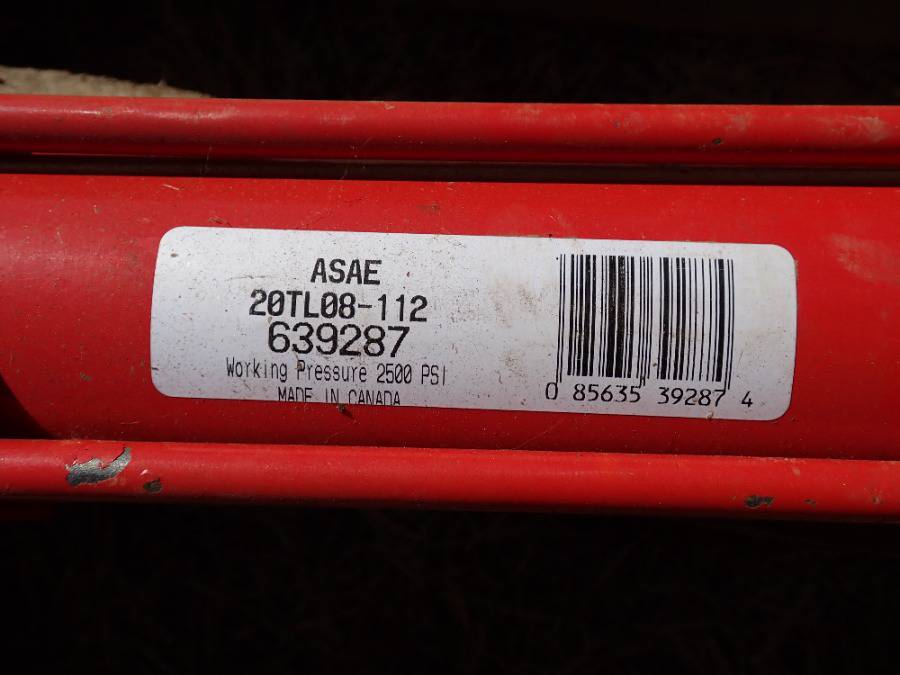 ASAE
20TL08-112
639287
Working Pressure 2500 PSI
MADE IN CANADA
0 85635 39287 4